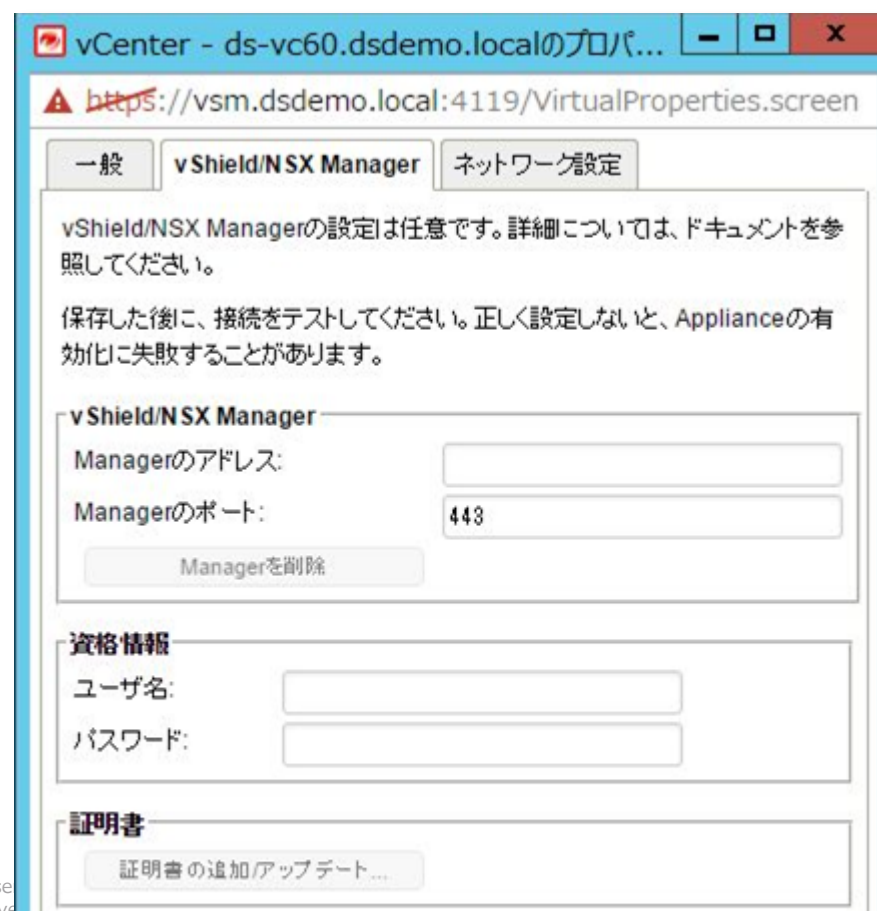 vCenter - ds-vc60.dsdemo.localのプロパ...
https://vsm.dsdemo.local:4119/VirtualProperties.screen
一般 vShield/NSX Manager ネットワーク設定
vShield/NSX Managerの設定は任意です。詳細については、ドキュメントを参
照してください。
保存した後に、接続をテストしてください。正しく設定しないと、Applianceの有
効化に失敗することがあります。
vShield/NSX Manager
Managerのアドレス:
Managerのポート: 443
Managerを削除
資格情報
ユーザ名:
パスワード:
証明書
証明書の追加/アップデート...